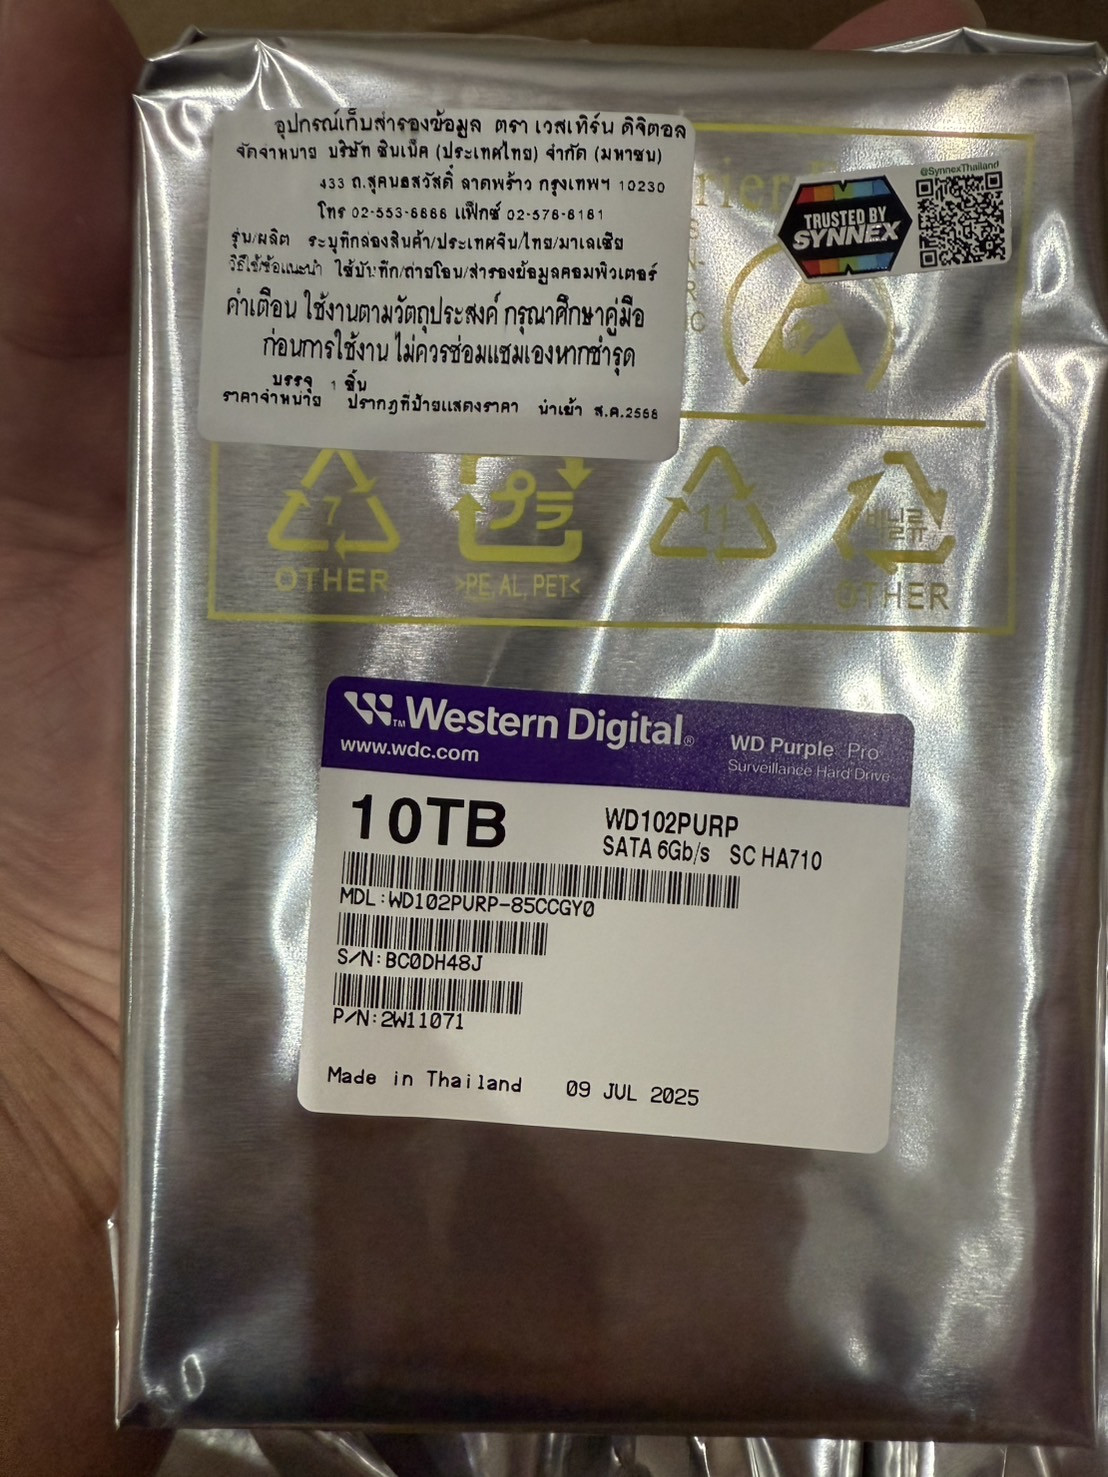 อุปกรณ์เก็บสำรองข้อมูล ตรา เวสเทิร์น ดิจิตอล
จัดจำหน่าย บริษัท ซินเน็ค (ประเทศไทย) จำกัด (มหาชน)
433 ถ.สุคนธสวัสดิ์ ลาดพร้าว กรุงเทพฯ 10230
โทร 02-553-8888 แฟ็กซ์ 02-578-8181
รุ่น/ผลิต ระบุที่กล่องสินค้า/ประเทศจีน/ไทย/มาเลเซีย
วิธีใช้/ข้อแนะนำ ใช้บันทึก/ถ่ายโอน/สำรองข้อมูลคอมพิวเตอร์
คำเตือน ใช้งานตามวัตถุประสงค์ กรุณาศึกษาคู่มือ
ก่อนการใช้งาน ไม่ควรซ่อมแซมเองหากชำรุด
บรรจุ 1 ชิ้น
ราคาจำหน่าย ปรากฏที่ป้ายแสดงราคา นำเข้า ส.ค.2568
@SynnexThailand
TRUSTED BY
SYNNEX
7
OTHER
プラ
>PE, AL, PET<
11
비닐류
OTHER
Western Digital®
www.wdc.com
WD Purple Pro
Surveillance Hard Drive
10TB
WD102PURP
SATA 6Gb/s SC HA710
MDL:WD102PURP-85CCGY0
S/N:BC0DH48J
P/N:2W11071
Made in Thailand 09 JUL 2025